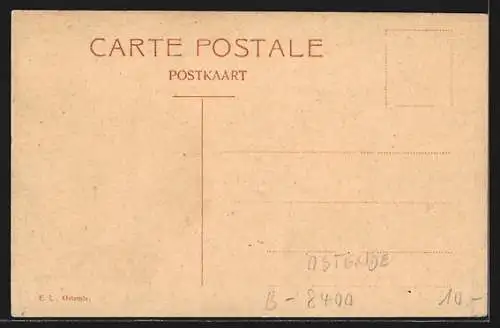 CARTE POSTALE
POSTKAART
OSTENDE
E. L., Ostende.
B - 8400
10.-